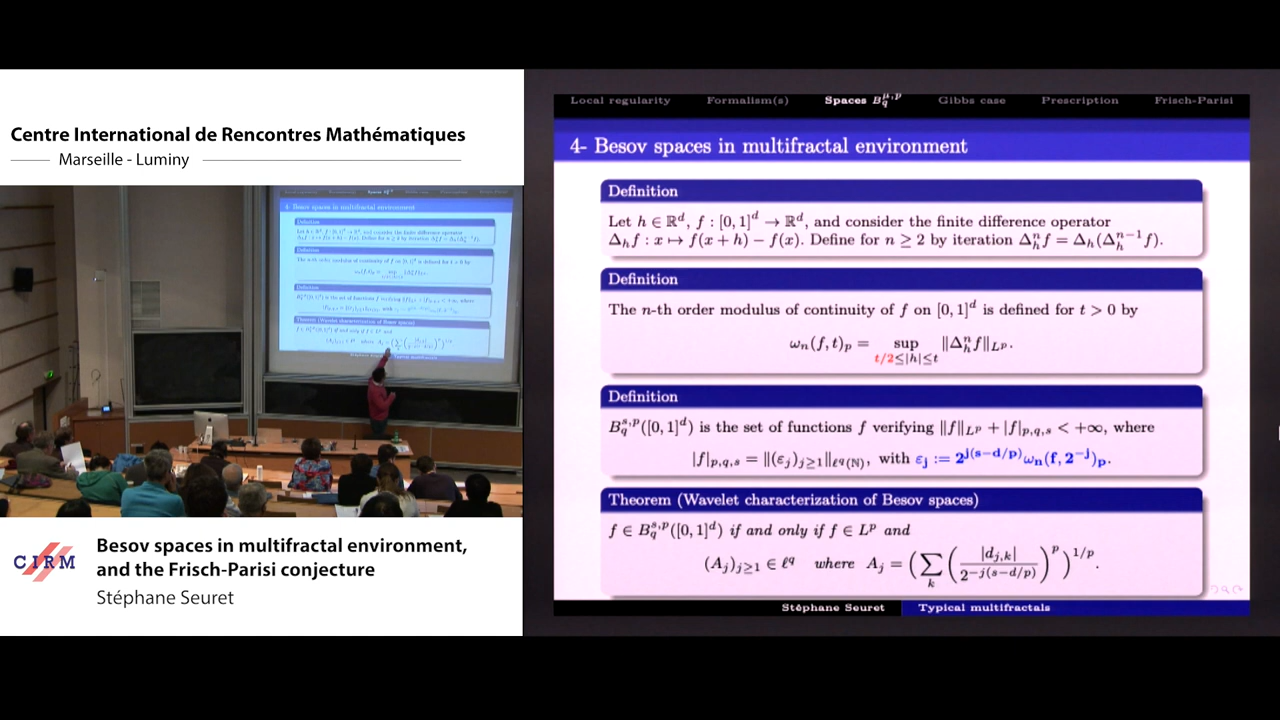 Centre International de Rencontres Mathématiques
Marseille - Luminy
CIRM
Besov spaces in multifractal environment,
and the Frisch-Parisi conjecture
Stéphane Seuret
Local regularity Formalism(s) Spaces B_q^{μ,p} Gibbs case Prescription Frisch-Parisi
4- Besov spaces in multifractal environment
Definition
Let h ∈ ℝ^d, f : [0, 1]^d → ℝ^d, and consider the finite difference operator
Δ_h f : x ↦ f(x + h) − f(x). Define for n ≥ 2 by iteration Δ_h^n f = Δ_h(Δ_h^{n−1} f).
Definition
The n-th order modulus of continuity of f on [0, 1]^d is defined for t > 0 by
ω_n(f, t)_p = sup_{t/2≤|h|≤t} ‖Δ_h^n f‖_{L^p}.
Definition
B_q^{s,p}([0, 1]^d) is the set of functions f verifying ‖f‖_{L^p} + |f|_{p,q,s} < +∞, where
|f|_{p,q,s} = ‖(ε_j)_{j≥1}‖_{ℓ^q(ℕ)}, with ε_j := 2^{j(s−d/p)} ω_n(f, 2^{−j})_p.
Theorem (Wavelet characterization of Besov spaces)
f ∈ B_q^{s,p}([0, 1]^d) if and only if f ∈ L^p and
(A_j)_{j≥1} ∈ ℓ^q where A_j = (∑_k (|d_{j,k}| / 2^{−j(s−d/p)})^p)^{1/p}.
Stéphane Seuret Typical multifractals